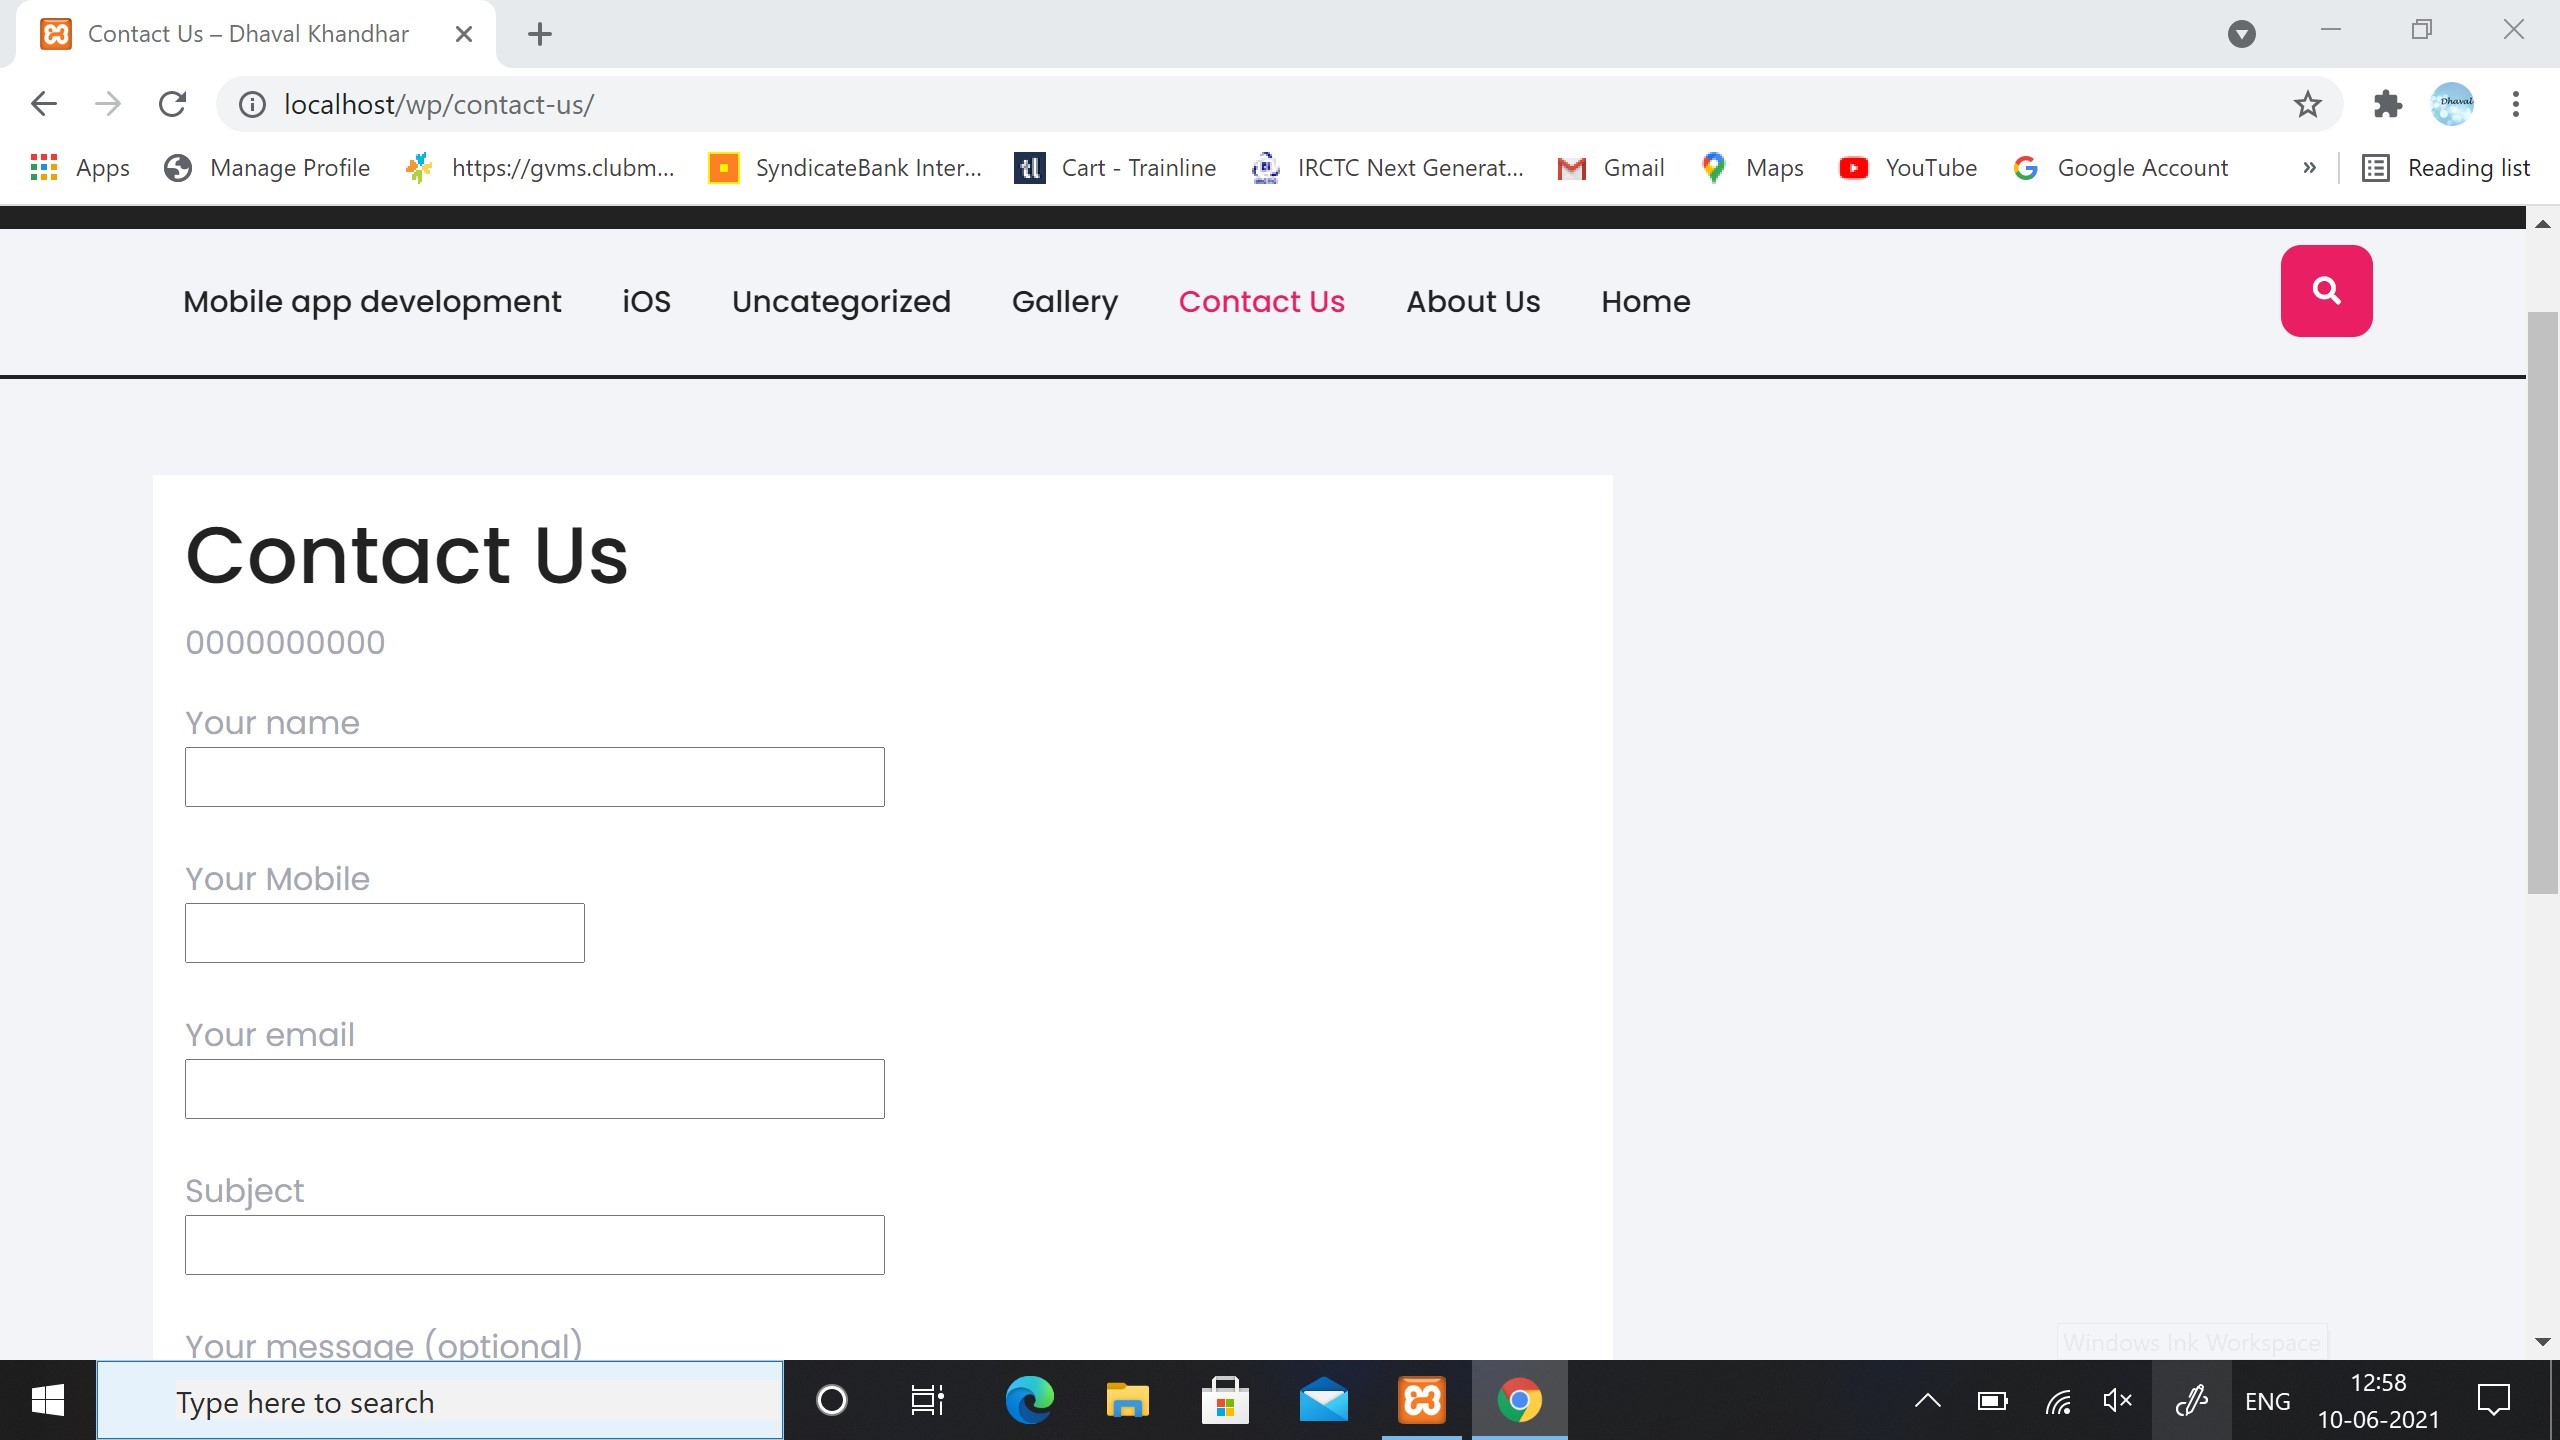 Contact Us – Dhaval Khandhar
localhost/wp/contact-us/
Dhaval
Apps Manage Profile https://gvms.clubm... SyndicateBank Inter... tl Cart - Trainline IRCTC Next Generat... Gmail Maps YouTube Google Account » Reading list
Mobile app development iOS Uncategorized Gallery Contact Us About Us Home
Contact Us
0000000000
Your name
Your Mobile
Your email
Subject
Your message (optional)
Windows Ink Workspace
Type here to search
ENG
12:58
10-06-2021